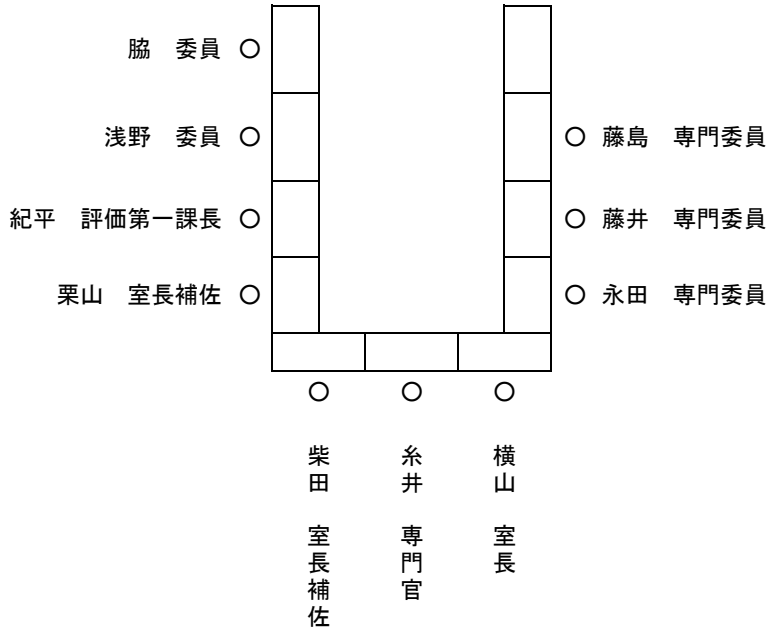 脇　委員 ○
浅野　委員 ○
○ 藤島　専門委員
紀平　評価第一課長 ○
○ 藤井　専門委員
栗山　室長補佐 ○
○ 永田　専門委員
○ ○ ○
柴田　室長補佐
糸井　専門官
横山　室長